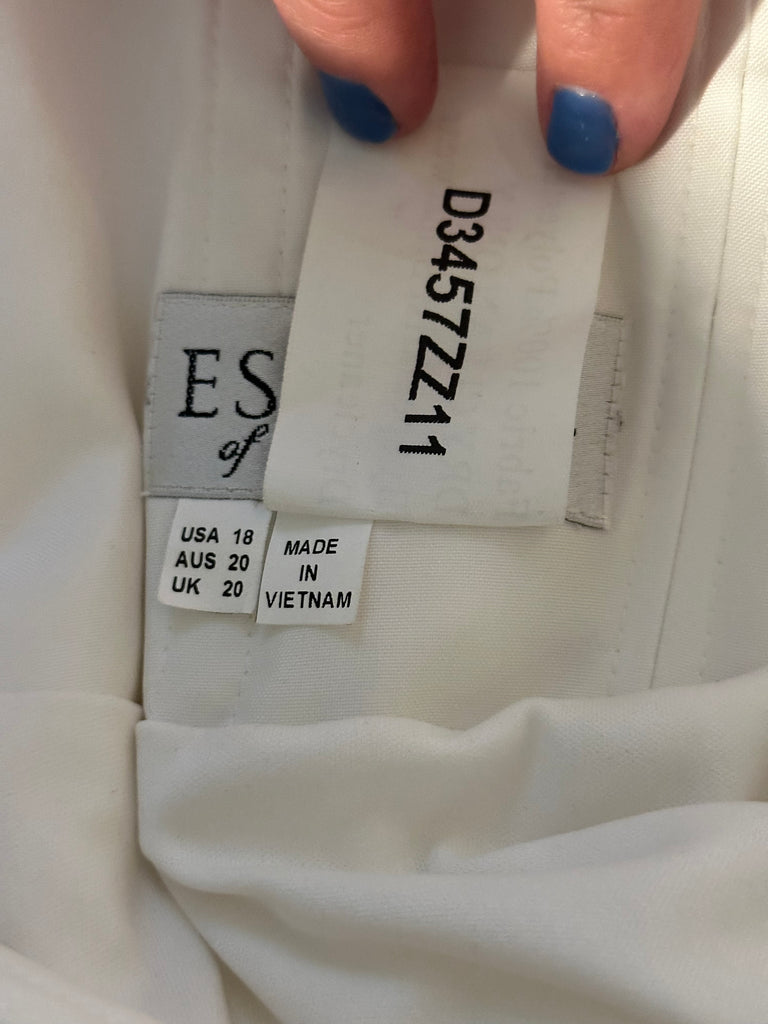 D3457ZZ11
ES
of
USA 18
AUS 20
UK 20
MADE
IN
VIETNAM